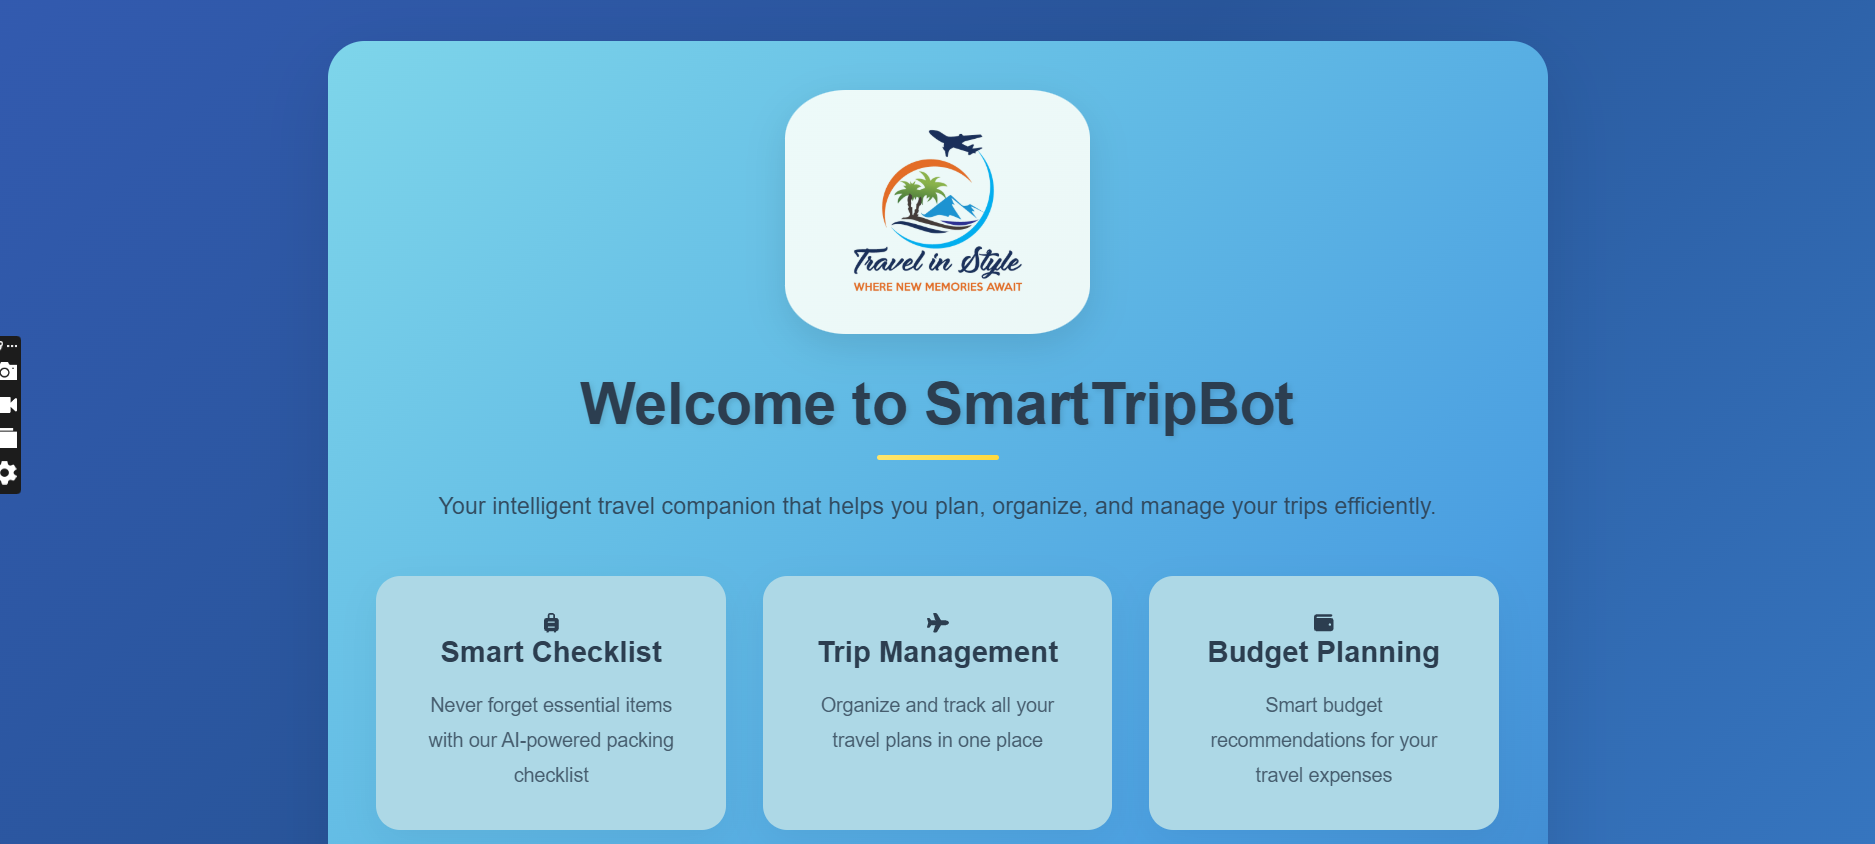 Travel in Style
WHERE NEW MEMORIES AWAIT
Welcome to SmartTripBot
Your intelligent travel companion that helps you plan, organize, and manage your trips efficiently.
Smart Checklist
Never forget essential items
with our AI-powered packing
checklist
Trip Management
Organize and track all your
travel plans in one place
Budget Planning
Smart budget
recommendations for your
travel expenses